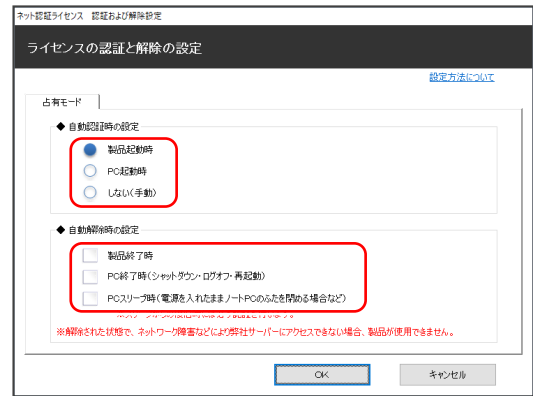 ネット認証ライセンス 認証および解除設定
ライセンスの認証と解除の設定
設定方法について
占有モード
◆ 自動認証時の設定
製品起動時
PC起動時
しない(手動)
◆ 自動解除時の設定
製品終了時
PC終了時(シャットダウン・ログオフ・再起動)
PCスリープ時(電源を入れたままノートPCのふたを閉める場合など)
※解除された状態で、ネットワーク障害などにより弊社サーバーにアクセスできない場合、製品が使用できません。
OK
キャンセル